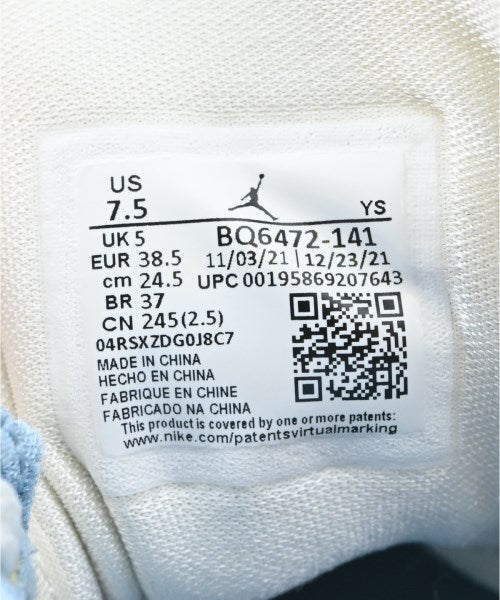 US
7.5 YS
UK 5 BQ6472-141
EUR 38.5 11/03/21 12/23/21
cm 24.5 UPC 00195869207643
BR 37
CN 245(2.5)
04RSXZDG0J8C7
MADE IN CHINA
HECHO EN CHINA
FABRIQUE EN CHINE
FABRICADO NA CHINA
This product is covered by one or more patents:
www.nike.com/patentsvirtualmarking